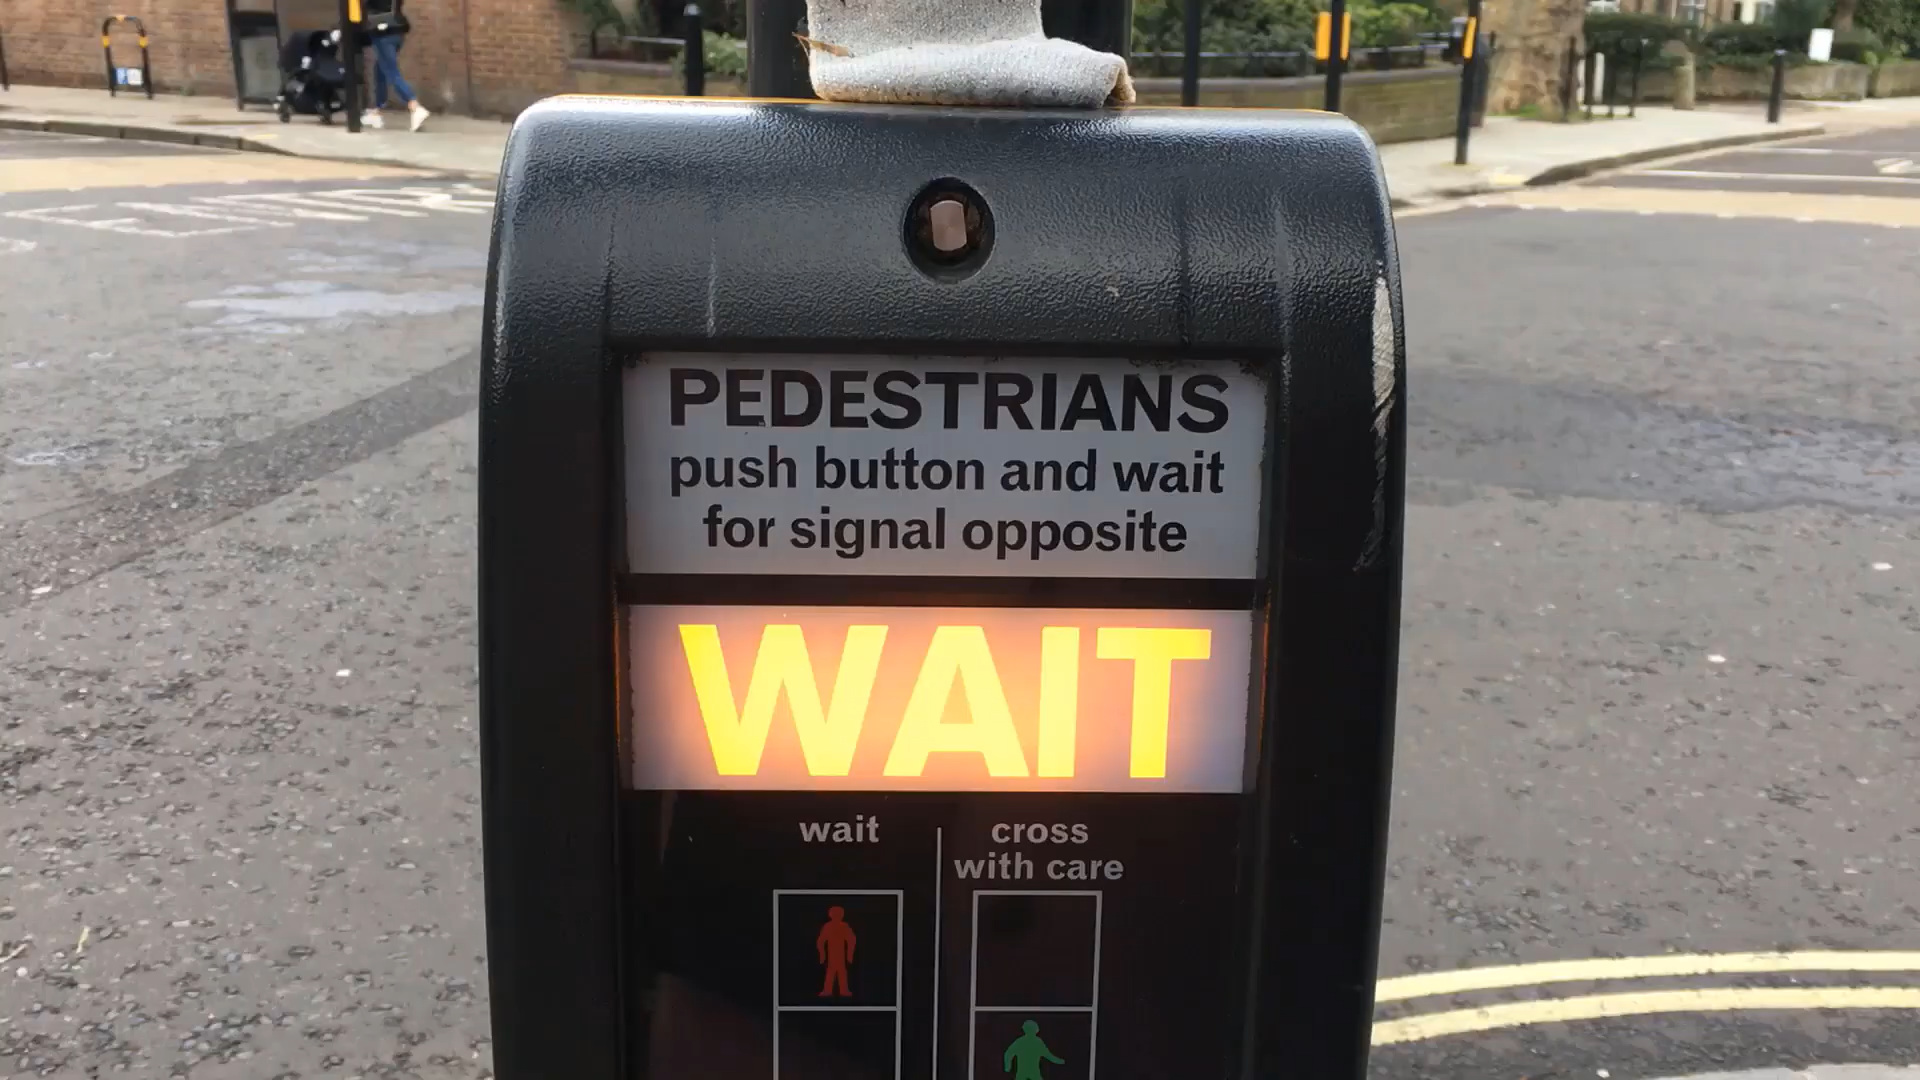 PEDESTRIANS
push button and wait
for signal opposite
WAIT
wait
cross
with care